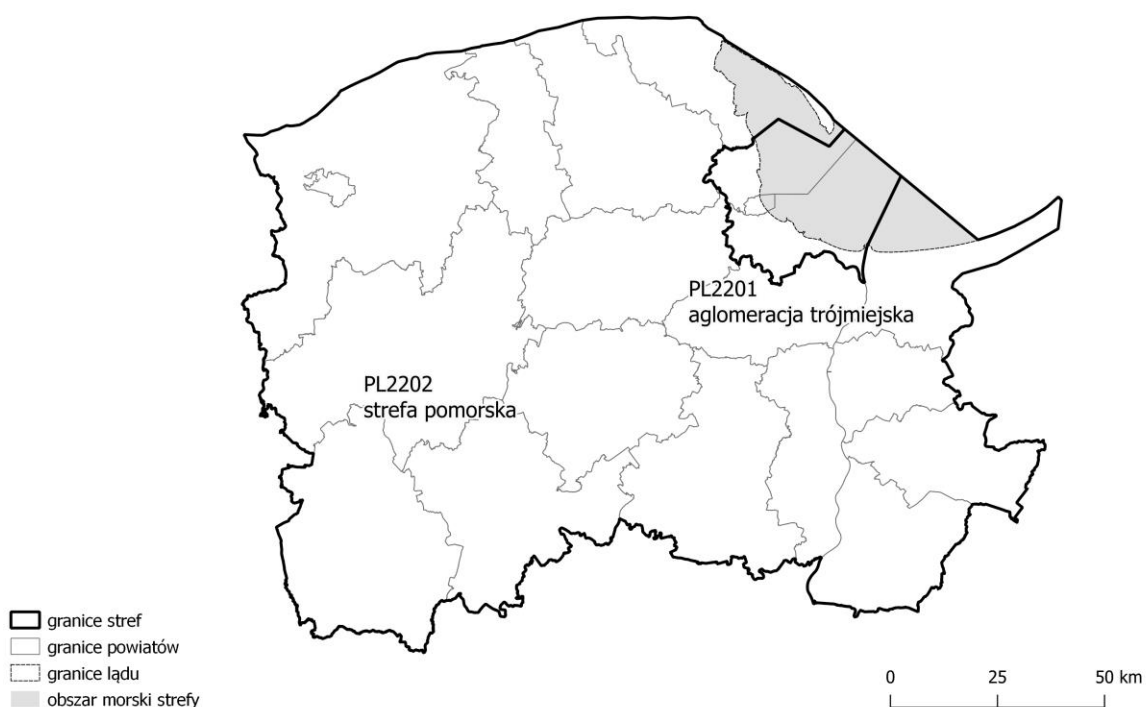 PL2201
aglomeracja trójmiejska
PL2202
strefa pomorska
granice stref
granice powiatów
granice lądu
obszar morski strefy
0 25 50 km